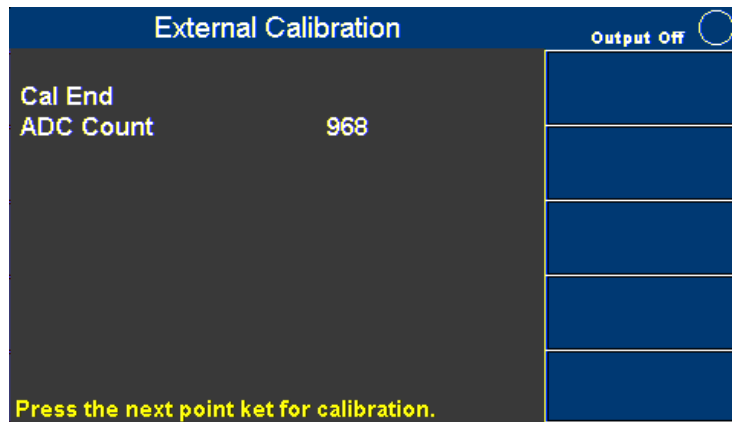 External Calibration
Output Off
Cal End
ADC Count 968
Press the next point ket for calibration.